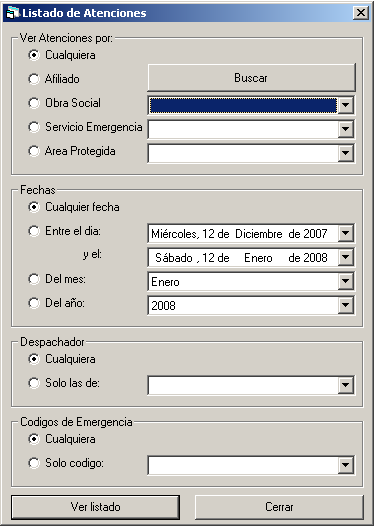 Listado de Atenciones
Ver Atenciones por:
Cualquiera
Afiliado
Buscar
Obra Social
Servicio Emergencia
Area Protegida
Fechas
Cualquier fecha
Entre el dia: Miércoles, 12 de Diciembre de 2007
y el: Sábado , 12 de Enero de 2008
Del mes: Enero
Del año: 2008
Despachador
Cualquiera
Solo las de:
Codigos de Emergencia
Cualquiera
Solo codigo:
Ver listado Cerrar